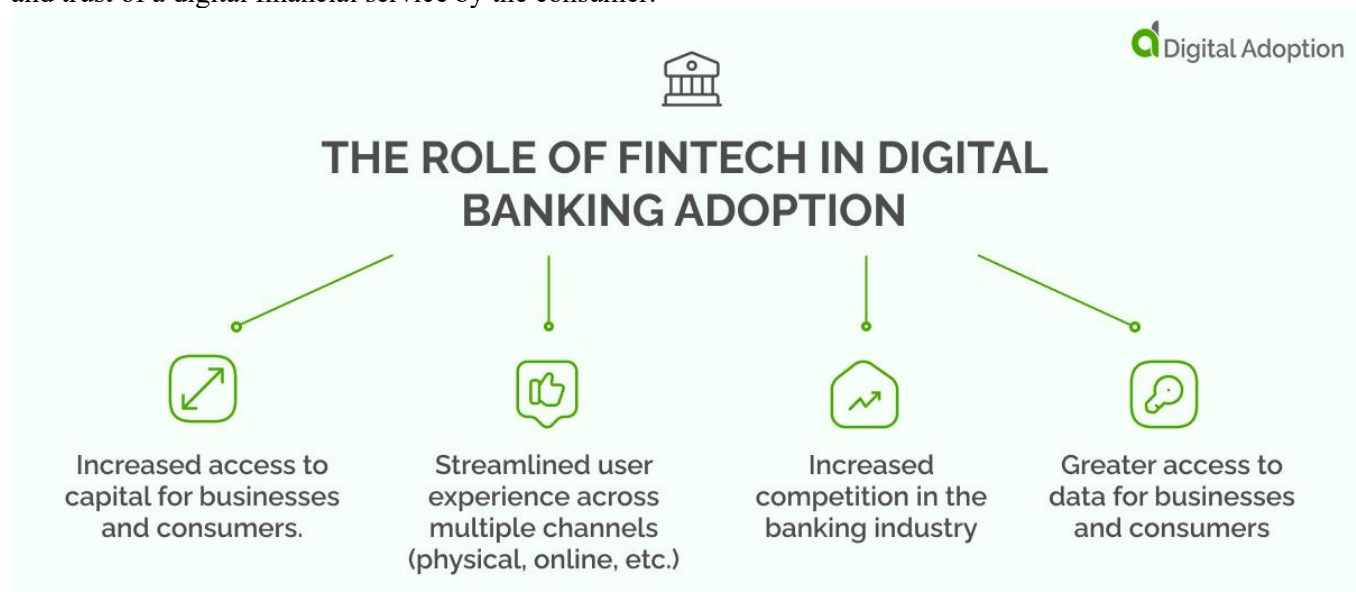 and trust of a digital financial service by the consumer.
Digital Adoption
THE ROLE OF FINTECH IN DIGITAL
BANKING ADOPTION
Increased access to
capital for businesses
and consumers.
Streamlined user
experience across
multiple channels
(physical, online, etc.)
Increased
competition in the
banking industry
Greater access to
data for businesses
and consumers